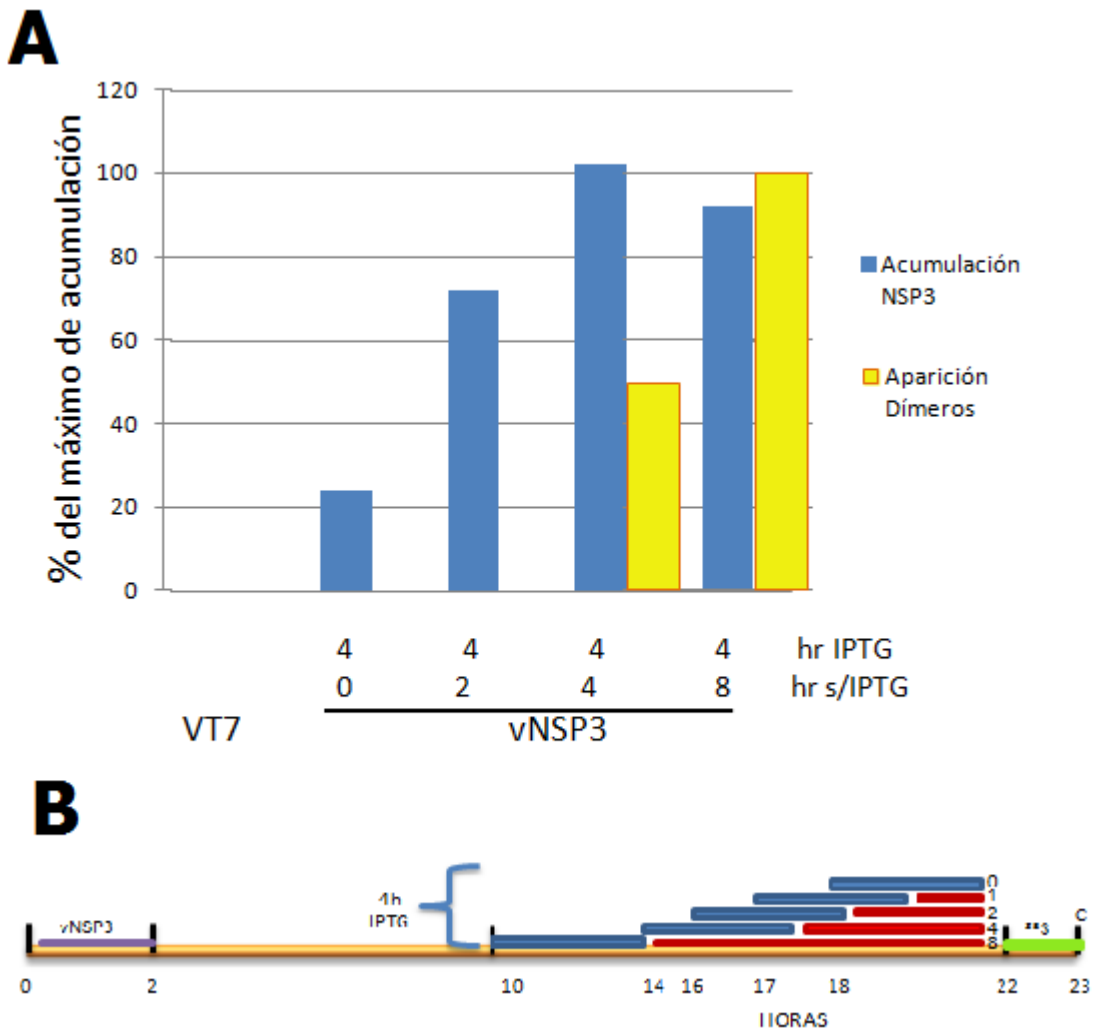 A
% del máximo de acumulación
120
100
80
60
40
20
0
Acumulación
NSP3
Aparición
Dímeros
4 4 4 4 hr IPTG
0 2 4 8 hr s/IPTG
VT7 vNSP3
B
vNSP3
4h
IPTG
0
1
2
4
8
C
0 2 10 14 16 17 18 22 23
HORAS